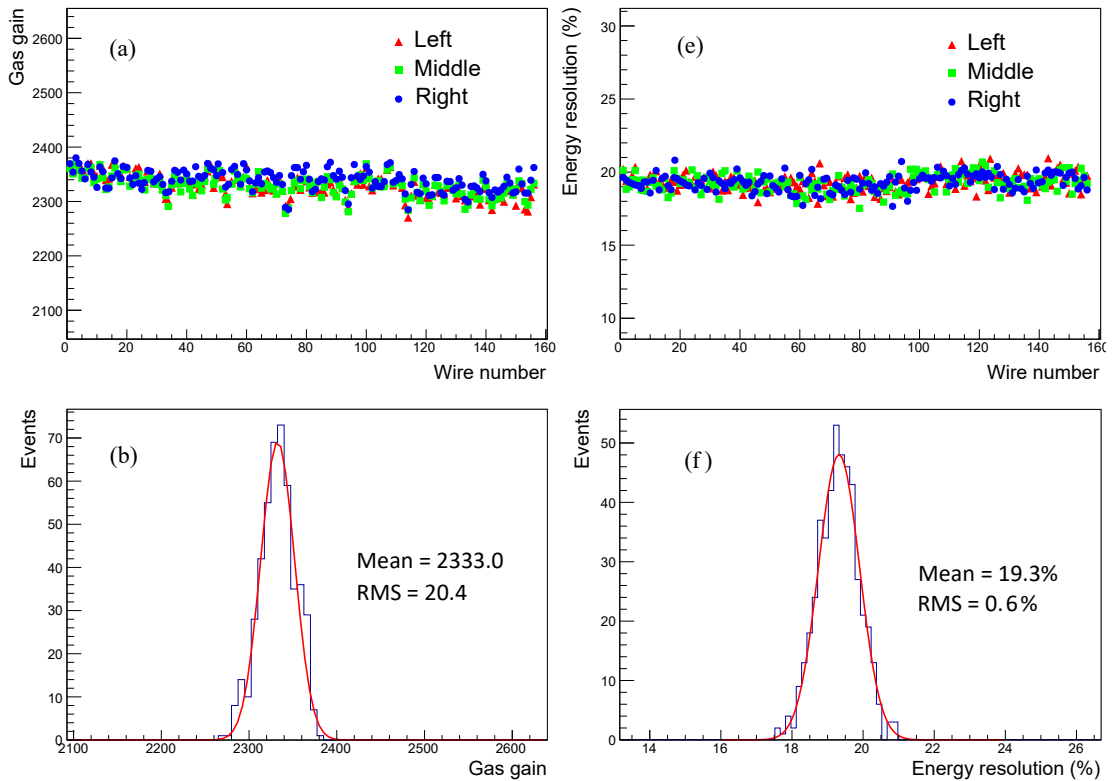 (a)
Gas gain
Left
Middle
Right
2600
2500
2400
2300
2200
2100
0 20 40 60 80 100 120 140 160
Wire number
(e)
Energy resolution (%)
Left
Middle
Right
30
25
20
15
10
0 20 40 60 80 100 120 140 160
Wire number
(b)
Events
70
60
50
40
30
20
10
0
Mean = 2333.0
RMS = 20.4
2100 2200 2300 2400 2500 2600
Gas gain
(f)
Events
50
40
30
20
10
0
Mean = 19.3%
RMS = 0.6%
14 16 18 20 22 24 26
Energy resolution (%)